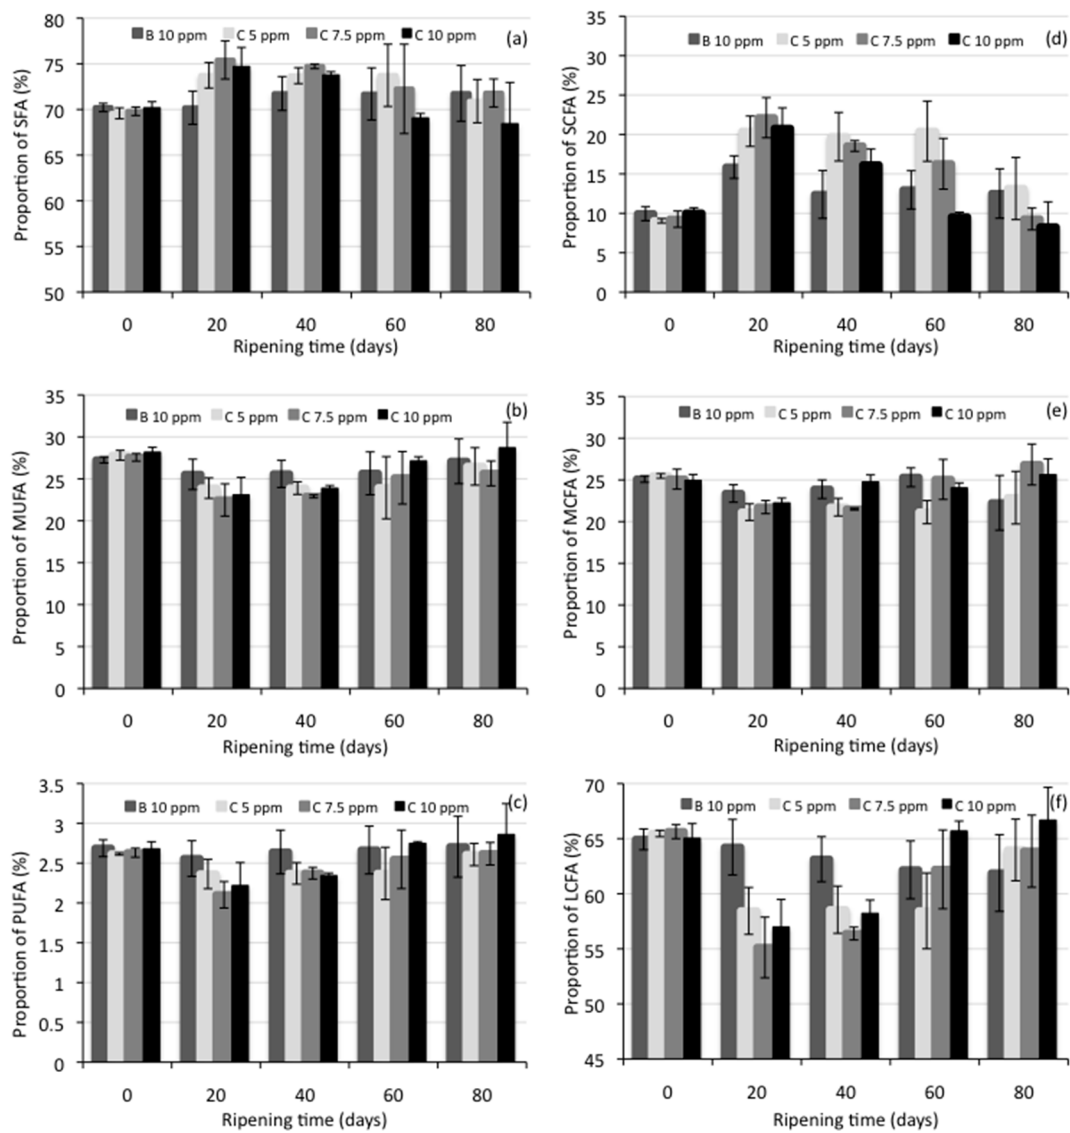 Proportion of SFA (%)
80
75
70
65
60
55
50
B 10 ppm C 5 ppm C 7.5 ppm C 10 ppm
(a)
0 20 40 60 80
Ripening time (days)
Proportion of SCFA (%)
35
30
25
20
15
10
5
0
B 10 ppm C 5 ppm C 7.5 ppm C 10 ppm
(d)
0 20 40 60 80
Ripening time (days)
Proportion of MUFA (%)
35
30
25
20
15
10
5
0
B 10 ppm C 5 ppm C 7.5 ppm C 10 ppm
(b)
0 20 40 60 80
Ripening time (days)
Proportion of MCFA (%)
35
30
25
20
15
10
5
0
B 10 ppm C 5 ppm C 7.5 ppm C 10 ppm
(e)
0 20 40 60 80
Ripening time (days)
Proportion of PUFA (%)
3.5
3
2.5
2
1.5
1
0.5
0
B 10 ppm C 5 ppm C 7.5 ppm C 10 ppm
(c)
0 20 40 60 80
Ripening time (days)
Proportion of LCFA (%)
70
65
60
55
50
45
B 10 ppm C 5 ppm C 7.5 ppm C 10 ppm
(f)
0 20 40 60 80
Ripening time (days)